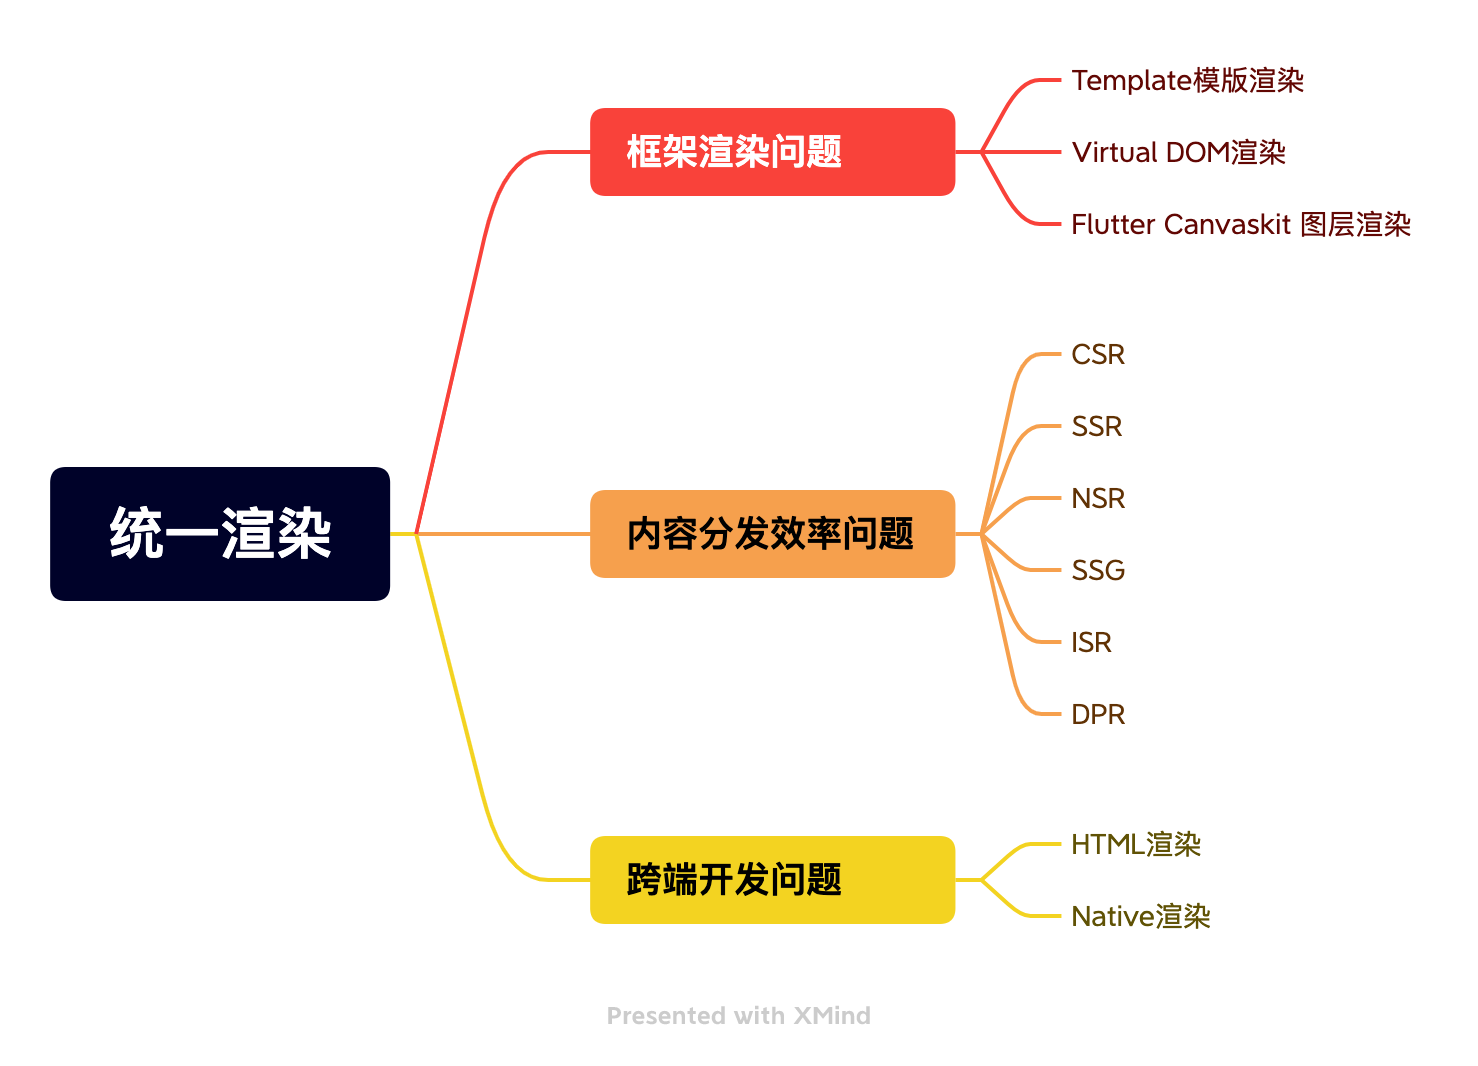 统一渲染
框架渲染问题
Template模版渲染
Virtual DOM渲染
Flutter Canvaskit 图层渲染
内容分发效率问题
CSR
SSR
NSR
SSG
ISR
DPR
跨端开发问题
HTML渲染
Native渲染
Presented with XMind